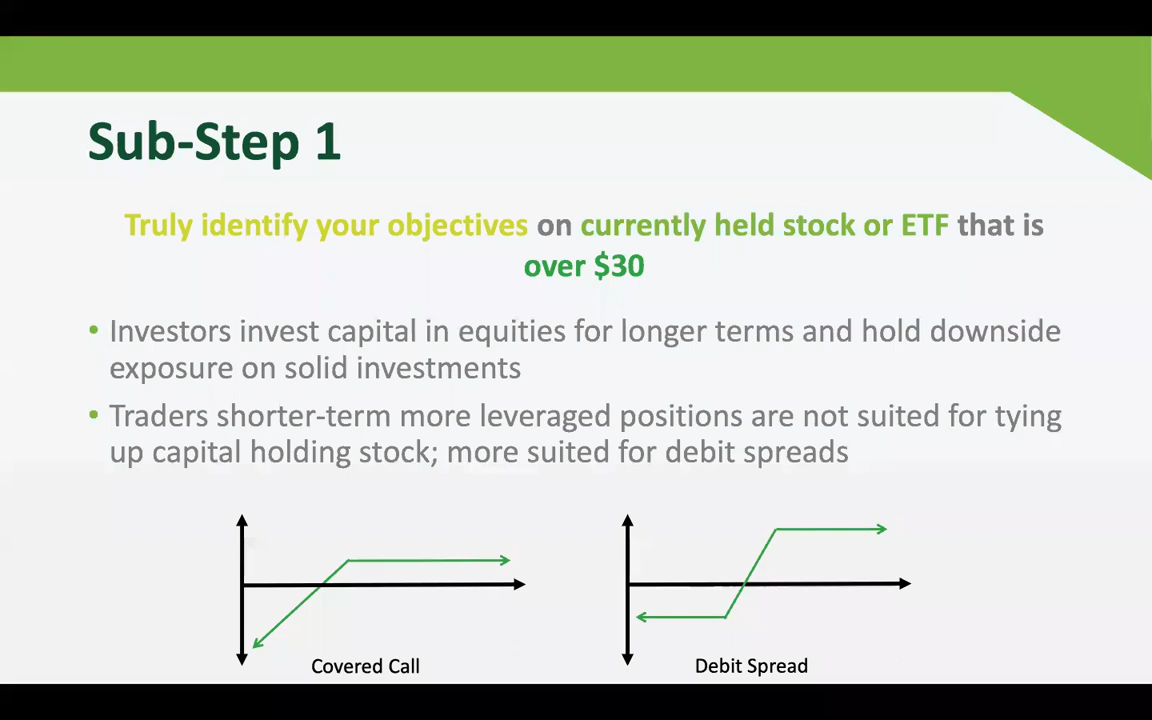 Sub-Step 1
Truly identify your objectives on currently held stock or ETF that is
over $30
• Investors invest capital in equities for longer terms and hold downside
exposure on solid investments
• Traders shorter-term more leveraged positions are not suited for tying
up capital holding stock; more suited for debit spreads
Covered Call
Debit Spread